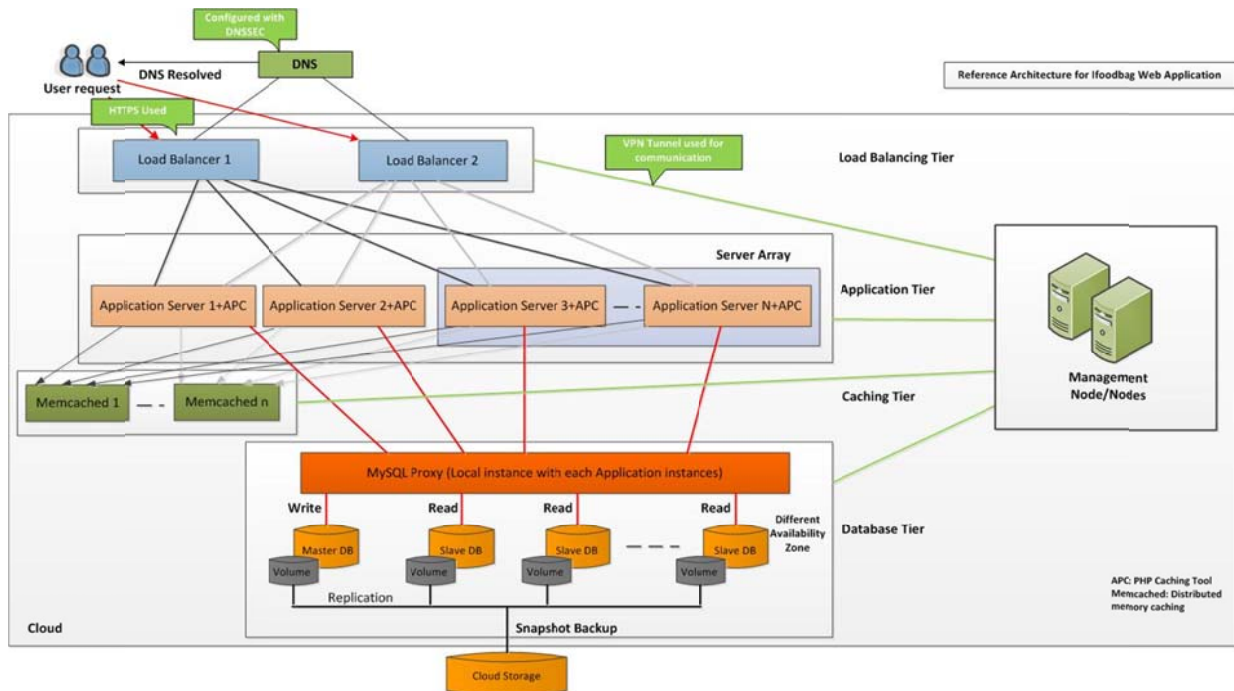 Configured with
DNSSEC
DNS
DNS Resolved
User request
HTTPS Used
Reference Architecture for Ifoodbag Web Application
Load Balancer 1
Load Balancer 2
VPN Tunnel used for
communication
Load Balancing Tier
Server Array
Application Server 1+APC
Application Server 2+APC
Application Server 3+APC
Application Server N+APC
Application Tier
Memcached 1
Memcached n
Caching Tier
Management
Node/Nodes
MySQL Proxy (Local instance with each Application instances)
Write
Read
Read
Read
Different
Availability
Zone
Database Tier
Master DB
Slave DB
Slave DB
Slave DB
Volume
Volume
Volume
Volume
Replication
APC: PHP Caching Tool
Memcached: Distributed
memory caching
Cloud
Snapshot Backup
Cloud Storage